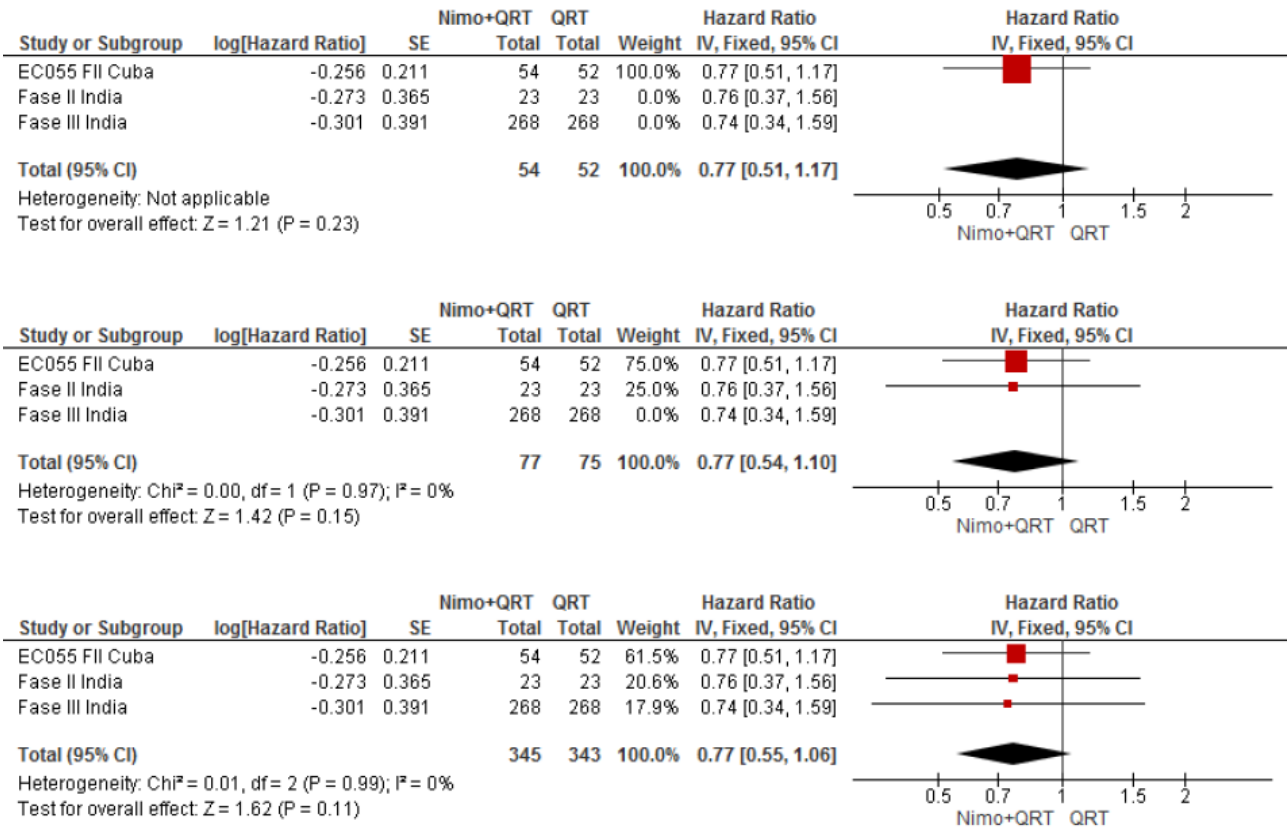 Nimo+QRT QRT Hazard Ratio Hazard Ratio
Study or Subgroup log[Hazard Ratio] SE Total Total Weight IV, Fixed, 95% CI IV, Fixed, 95% CI
EC055 FII Cuba -0.256 0.211 54 52 100.0% 0.77 [0.51, 1.17]
Fase II India -0.273 0.365 23 23 0.0% 0.76 [0.37, 1.56]
Fase III India -0.301 0.391 268 268 0.0% 0.74 [0.34, 1.59]
Total (95% CI) 54 52 100.0% 0.77 [0.51, 1.17]
Heterogeneity: Not applicable
Test for overall effect: Z = 1.21 (P = 0.23)
0.5 0.7 1 1.5 2
Nimo+QRT QRT
Nimo+QRT QRT Hazard Ratio Hazard Ratio
Study or Subgroup log[Hazard Ratio] SE Total Total Weight IV, Fixed, 95% CI IV, Fixed, 95% CI
EC055 FII Cuba -0.256 0.211 54 52 75.0% 0.77 [0.51, 1.17]
Fase II India -0.273 0.365 23 23 25.0% 0.76 [0.37, 1.56]
Fase III India -0.301 0.391 268 268 0.0% 0.74 [0.34, 1.59]
Total (95% CI) 77 75 100.0% 0.77 [0.54, 1.10]
Heterogeneity: Chi² = 0.00, df = 1 (P = 0.97); I² = 0%
Test for overall effect: Z = 1.42 (P = 0.15)
0.5 0.7 1 1.5 2
Nimo+QRT QRT
Nimo+QRT QRT Hazard Ratio Hazard Ratio
Study or Subgroup log[Hazard Ratio] SE Total Total Weight IV, Fixed, 95% CI IV, Fixed, 95% CI
EC055 FII Cuba -0.256 0.211 54 52 61.5% 0.77 [0.51, 1.17]
Fase II India -0.273 0.365 23 23 20.6% 0.76 [0.37, 1.56]
Fase III India -0.301 0.391 268 268 17.9% 0.74 [0.34, 1.59]
Total (95% CI) 345 343 100.0% 0.77 [0.55, 1.06]
Heterogeneity: Chi² = 0.01, df = 2 (P = 0.99); I² = 0%
Test for overall effect: Z = 1.62 (P = 0.11)
0.5 0.7 1 1.5 2
Nimo+QRT QRT